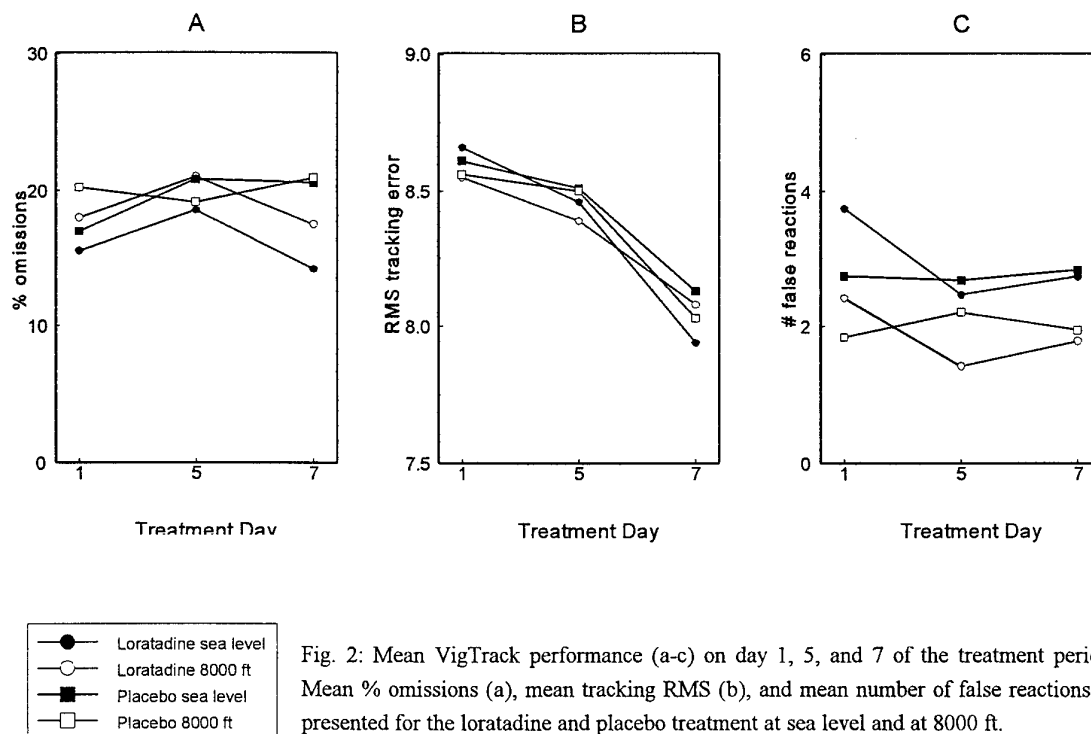 A
B
C
30
20
10
0
% omissions
1 5 7
Treatment Day
9.0
8.5
8.0
7.5
RMS tracking error
1 5 7
Treatment Day
6
4
2
0
# false reactions
1 5 7
Treatment Day
Loratadine sea level
Loratadine 8000 ft
Placebo sea level
Placebo 8000 ft
Fig. 2: Mean VigTrack performance (a-c) on day 1, 5, and 7 of the treatment peri
Mean % omissions (a), mean tracking RMS (b), and mean number of false reactions
presented for the loratadine and placebo treatment at sea level and at 8000 ft.